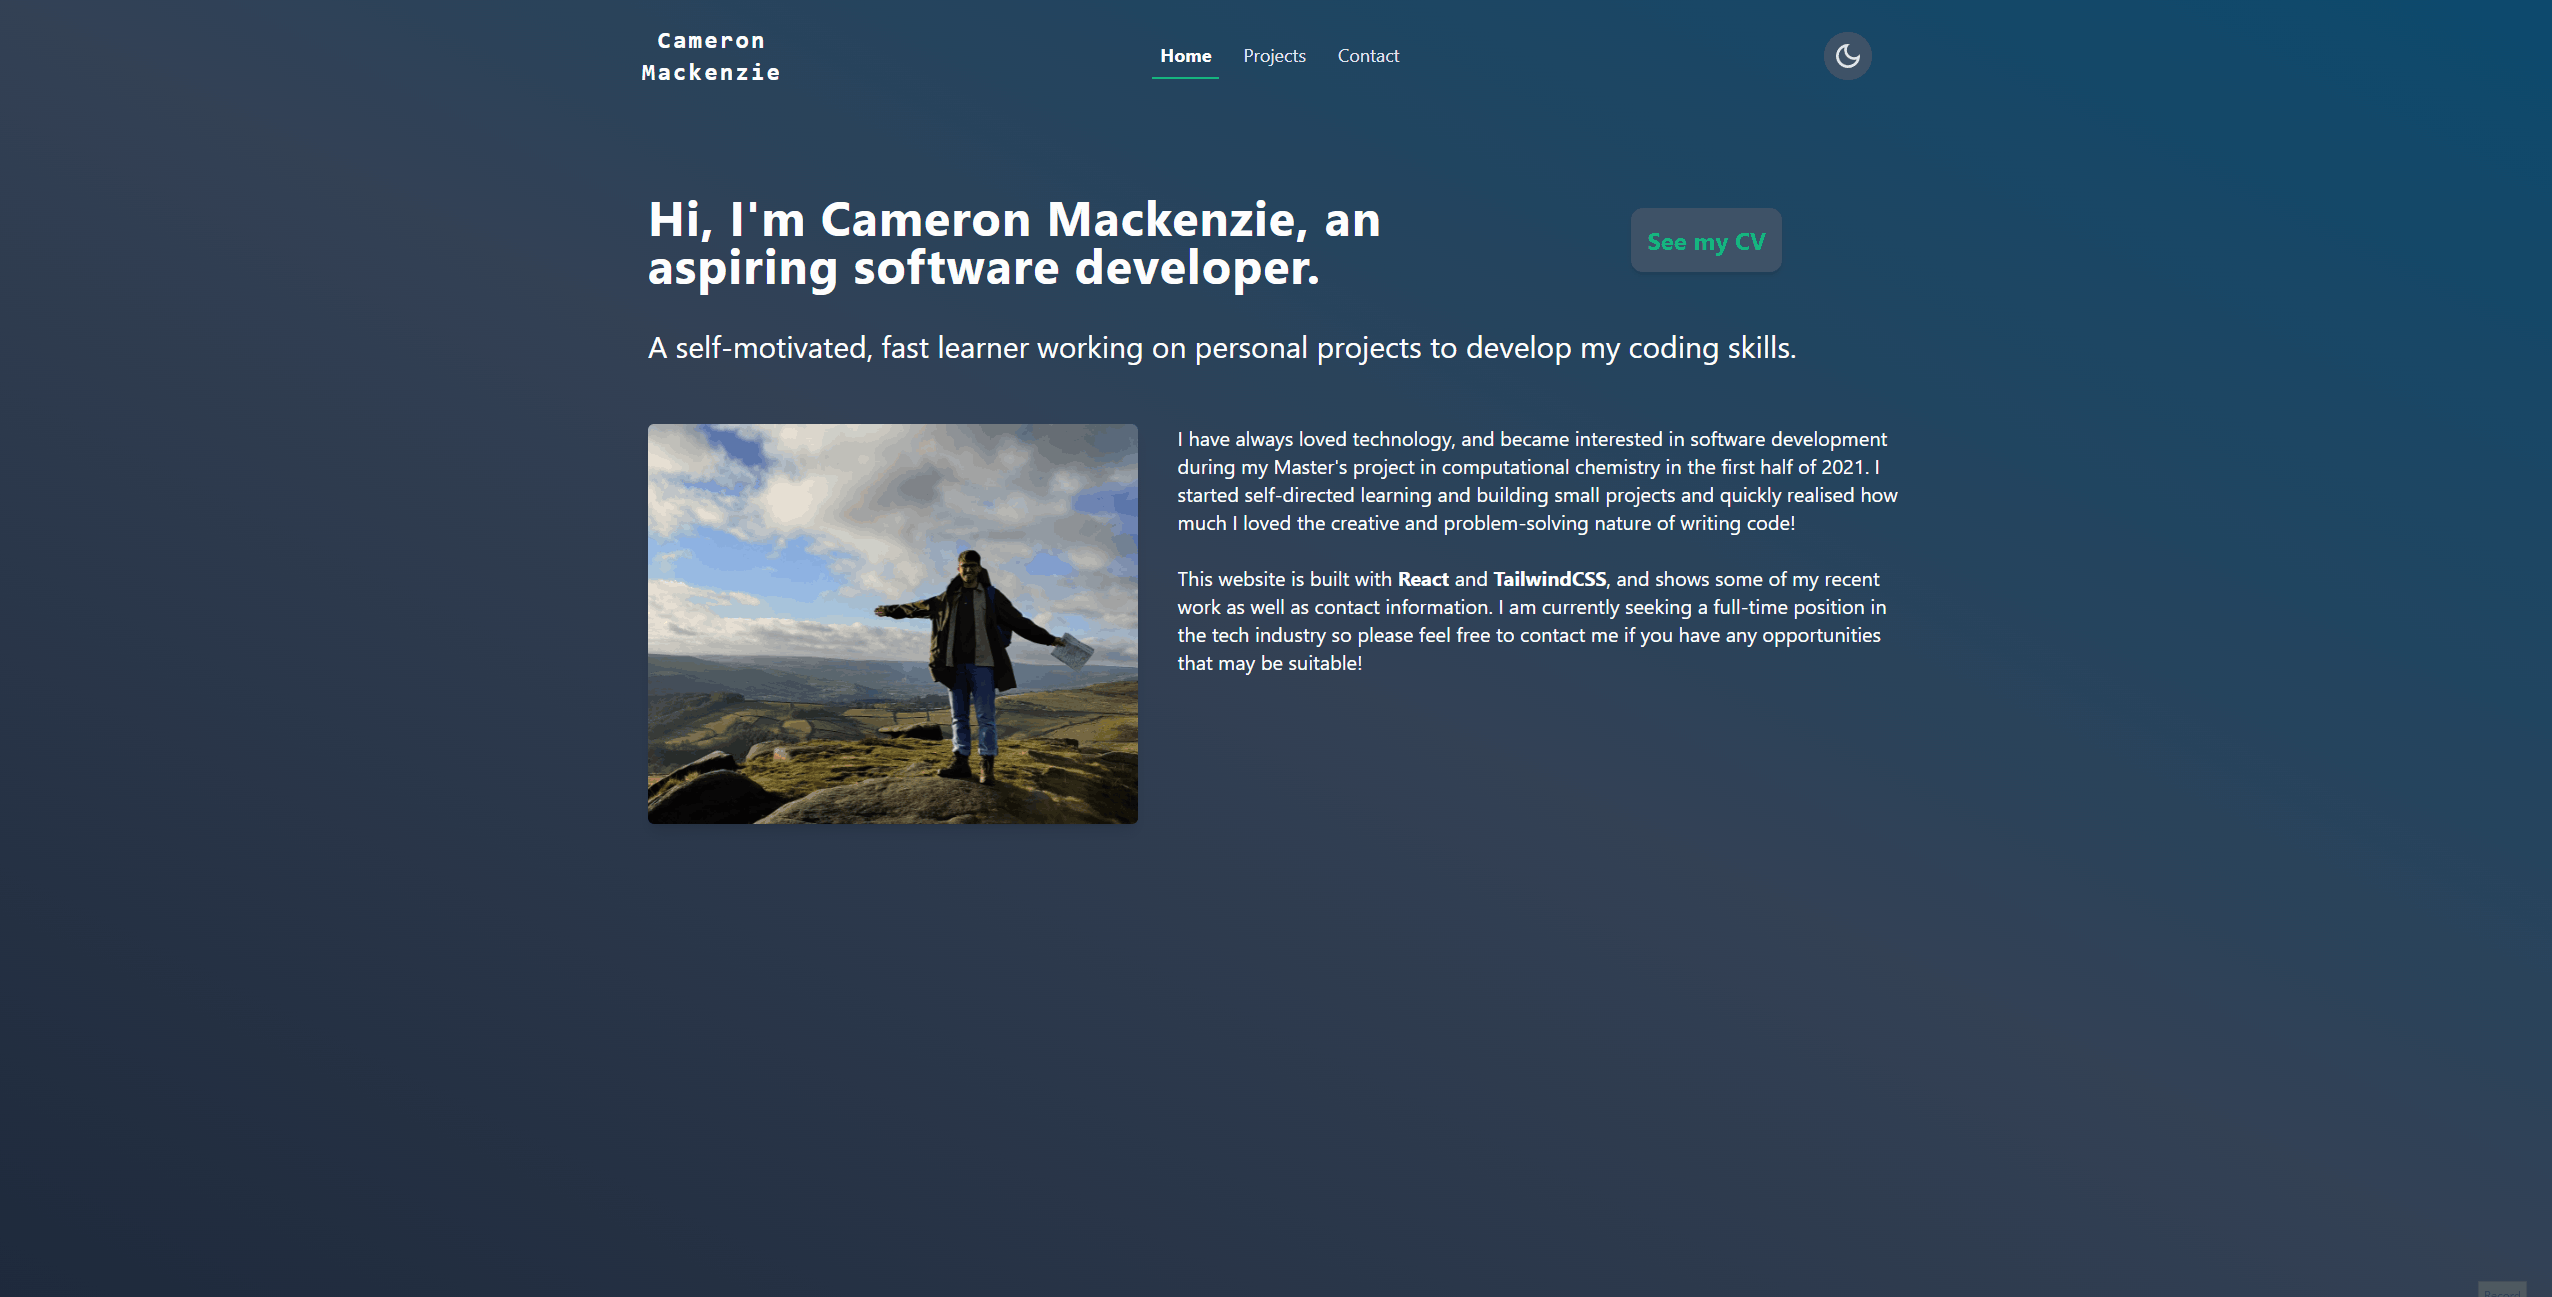 Cameron
Mackenzie
Home
Projects
Contact
Hi, I'm Cameron Mackenzie, an
aspiring software developer.
See my CV
A self-motivated, fast learner working on personal projects to develop my coding skills.
I have always loved technology, and became interested in software development
during my Master's project in computational chemistry in the first half of 2021. I
started self-directed learning and building small projects and quickly realised how
much I loved the creative and problem-solving nature of writing code!
This website is built with React and TailwindCSS, and shows some of my recent
work as well as contact information. I am currently seeking a full-time position in
the tech industry so please feel free to contact me if you have any opportunities
that may be suitable!